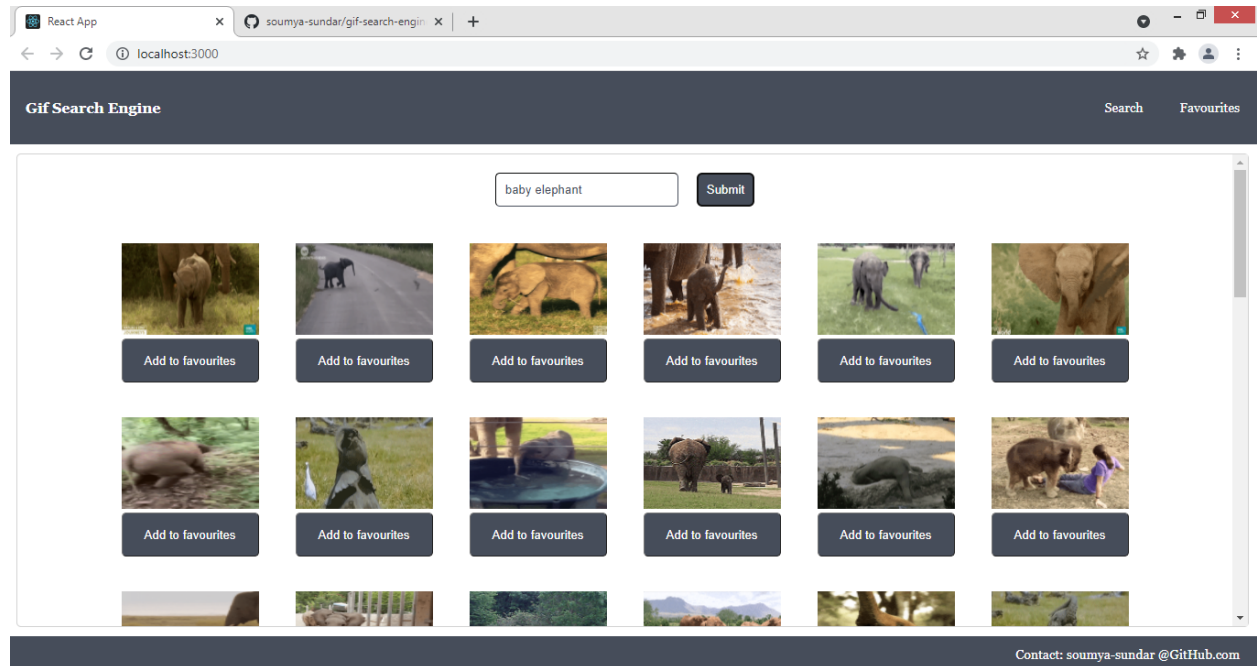 React App
soumya-sundar/gif-search-engin
localhost:3000
Gif Search Engine
Search
Favourites
baby elephant
Submit
Add to favourites
Add to favourites
Add to favourites
Add to favourites
Add to favourites
Add to favourites
Add to favourites
Add to favourites
Add to favourites
Add to favourites
Add to favourites
Add to favourites
Contact: soumya-sundar @GitHub.com